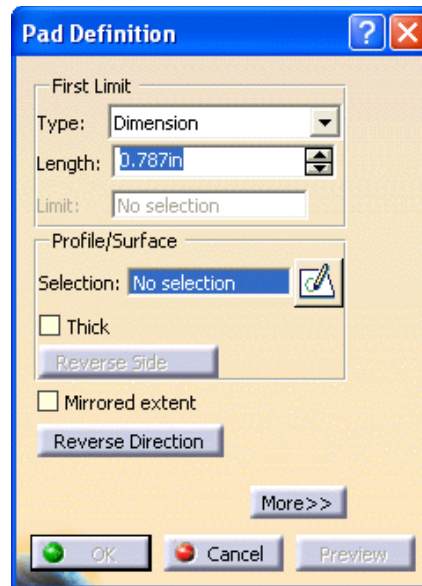 Pad Definition
?
First Limit
Type: Dimension
Length: 0.787in
Limit: No selection
Profile/Surface
Selection: No selection
Thick
Reverse Side
Mirrored extent
Reverse Direction
More>>
OK Cancel Preview